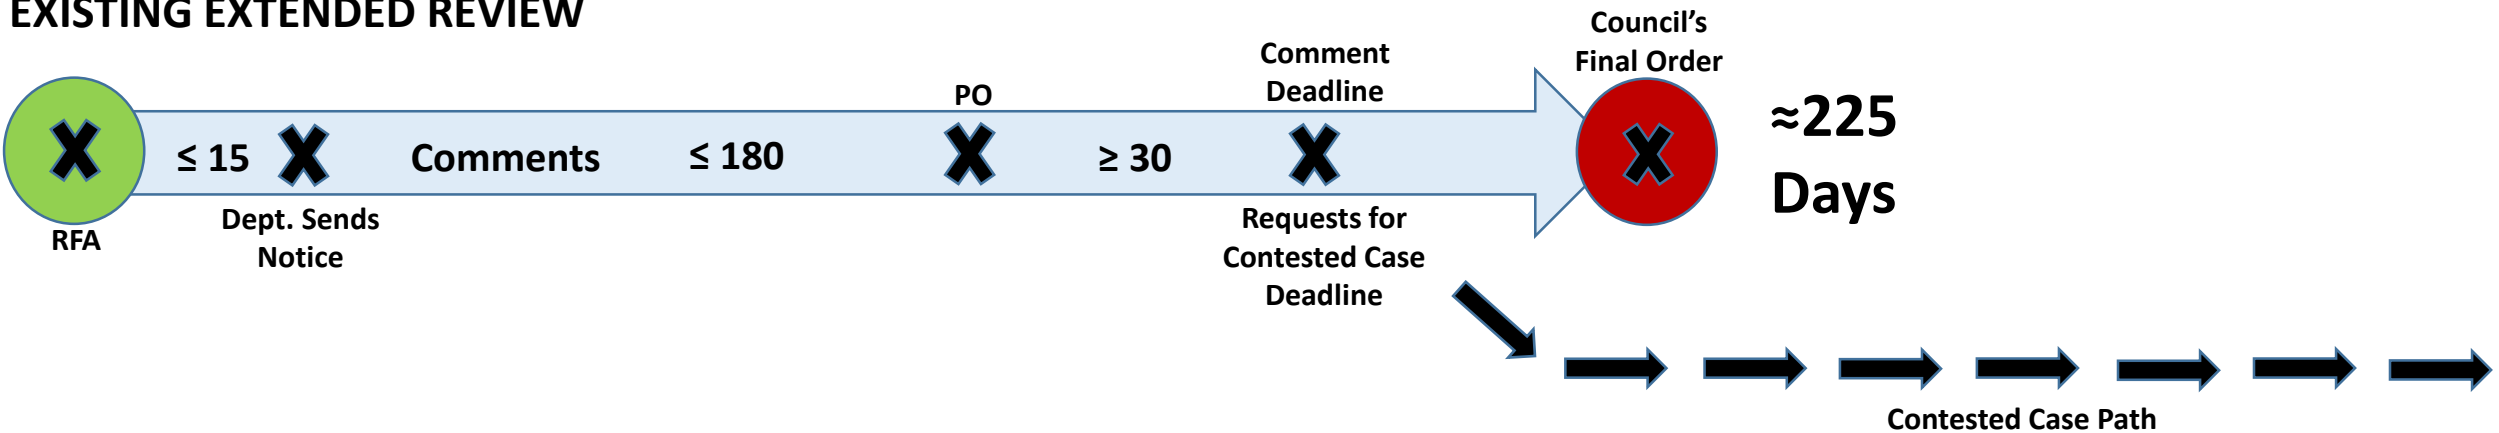 EXISTING EXTENDED REVIEW
RFA
≤ 15
Dept. Sends
Notice
Comments
≤ 180
PO
≥ 30
Comment
Deadline
Requests for
Contested Case
Deadline
Council’s
Final Order
≈225
Days
Contested Case Path